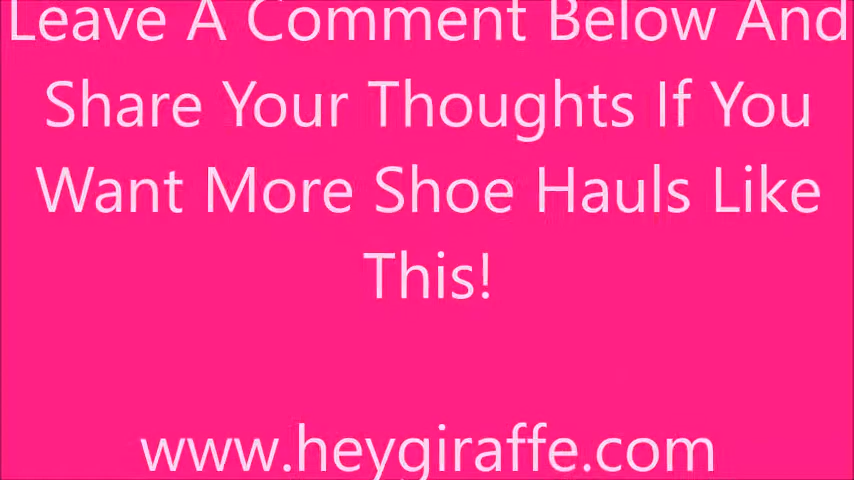 Leave A Comment Below And
Share Your Thoughts If You
Want More Shoe Hauls Like
This!
www.heygiraffe.com